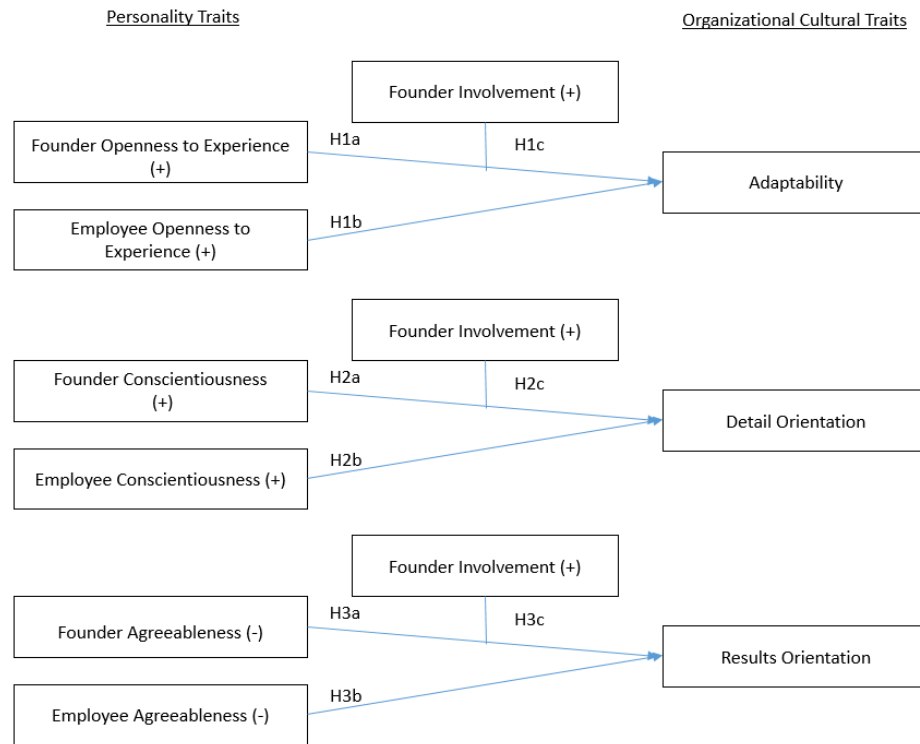 Personality Traits
Organizational Cultural Traits
Founder Involvement (+)
Founder Openness to Experience
(+)
H1a
H1c
Adaptability
Employee Openness to
Experience (+)
H1b
Founder Involvement (+)
Founder Conscientiousness
(+)
H2a
H2c
Detail Orientation
Employee Conscientiousness (+)
H2b
Founder Involvement (+)
Founder Agreeableness (-)
H3a
H3c
Results Orientation
Employee Agreeableness (-)
H3b